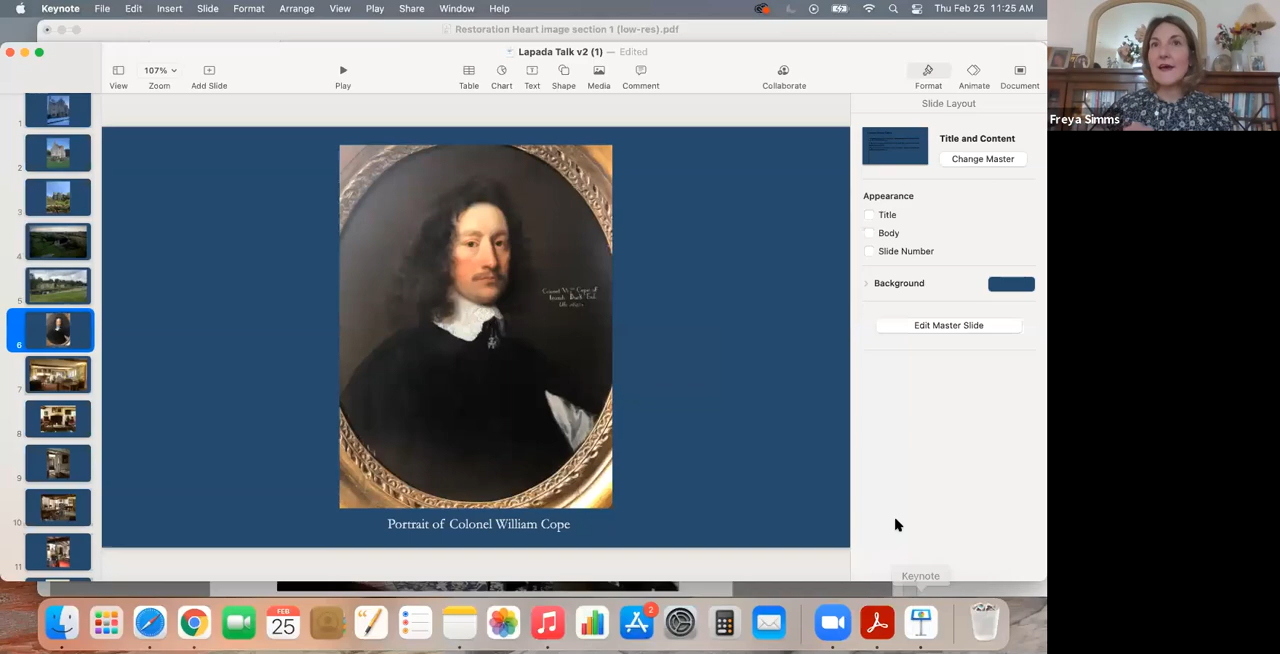 Keynote File Edit Insert Slide Format Arrange View Play Share Window Help
Thu Feb 25 11:25 AM
Restoration Heart image section 1 (low-res).pdf
Lapada Talk v2 (1) — Edited
107%
View Zoom Add Slide Play Table Chart Text Shape Media Comment Collaborate Format Animate Document
Slide Layout
Title and Content
Change Master
Appearance
Title
Body
Slide Number
Background
Edit Master Slide
1
2
3
4
5
6
7
8
9
10
11
Colonel Wm Cope of
Portrait of Colonel William Cope
Keynote
FEB
25
2
Freya Simms